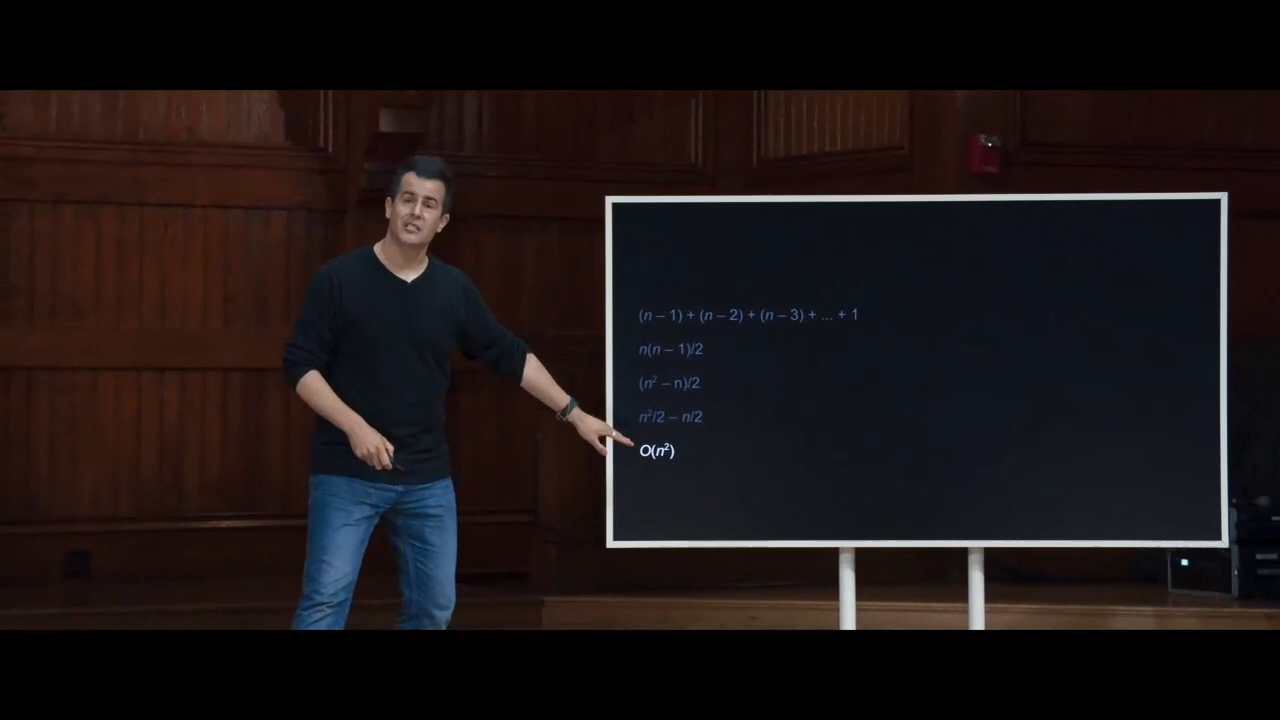 (n – 1) + (n – 2) + (n – 3) + ... + 1
n(n – 1)/2
(n² – n)/2
n²/2 – n/2
O(n²)